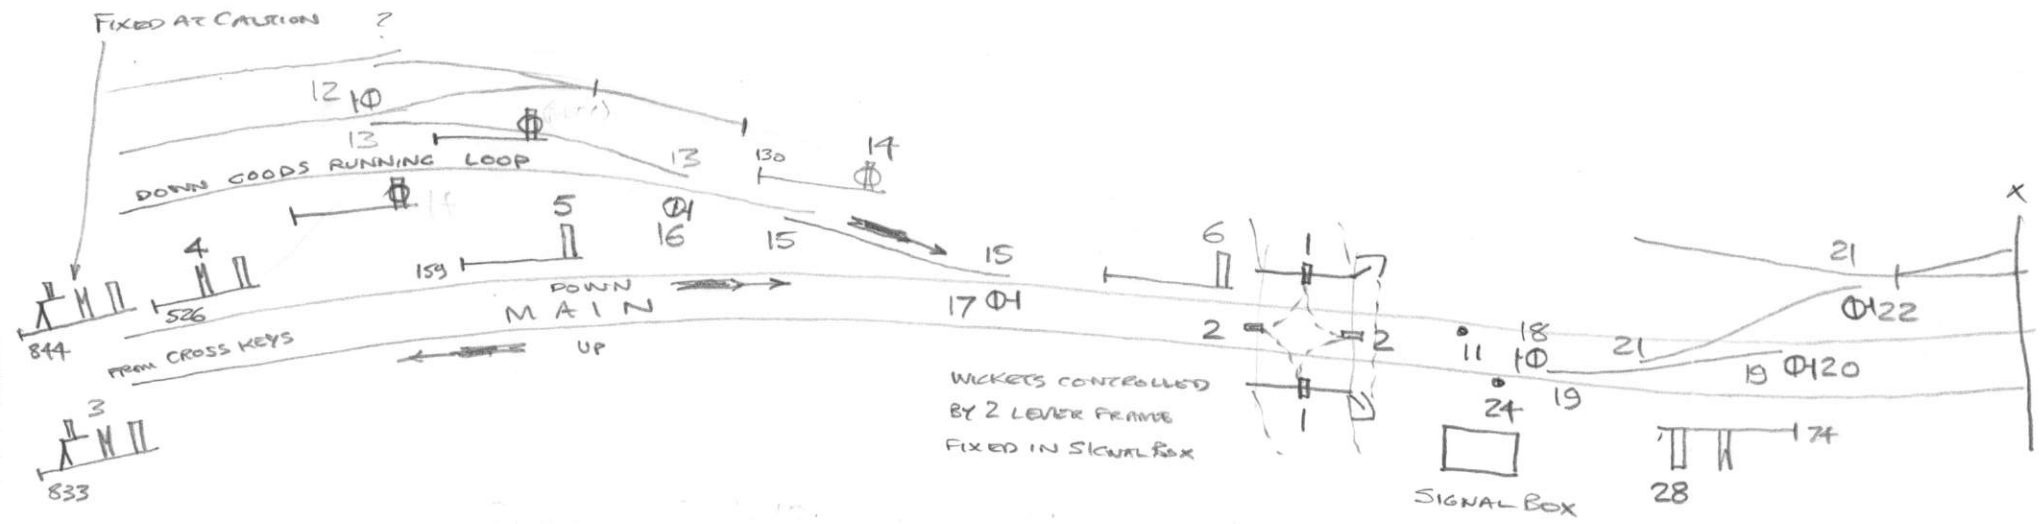 FIXED AT CAUTION ?
12
13
DOWN GOODS RUNNING LOOP
13
130
14
4
5
16
15
15
6
1
X
21
844
526
159
DOWN
MAIN
UP
17
2
2
11
18
21
22
FROM CROSS KEYS
19
20
19
24
1
WICKETS CONTROLLED
BY 2 LEVER FRAME
FIXED IN SIGNAL BOX
3
833
74
28
SIGNAL BOX